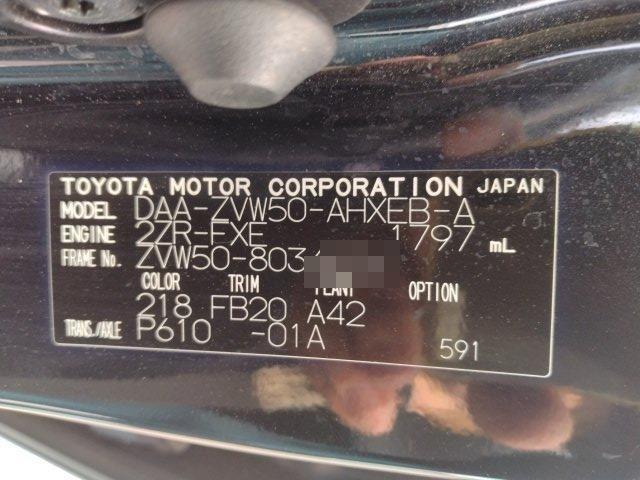 TOYOTA MOTOR CORPORATION JAPAN
MODEL DAA-ZVW50-AHXEB-A
ENGINE 2ZR-FXE 1797 mL
FRAME No. ZVW50-803
COLOR TRIM PLANT OPTION
218 FB20 A42
TRANS./AXLE P610 -01A
591